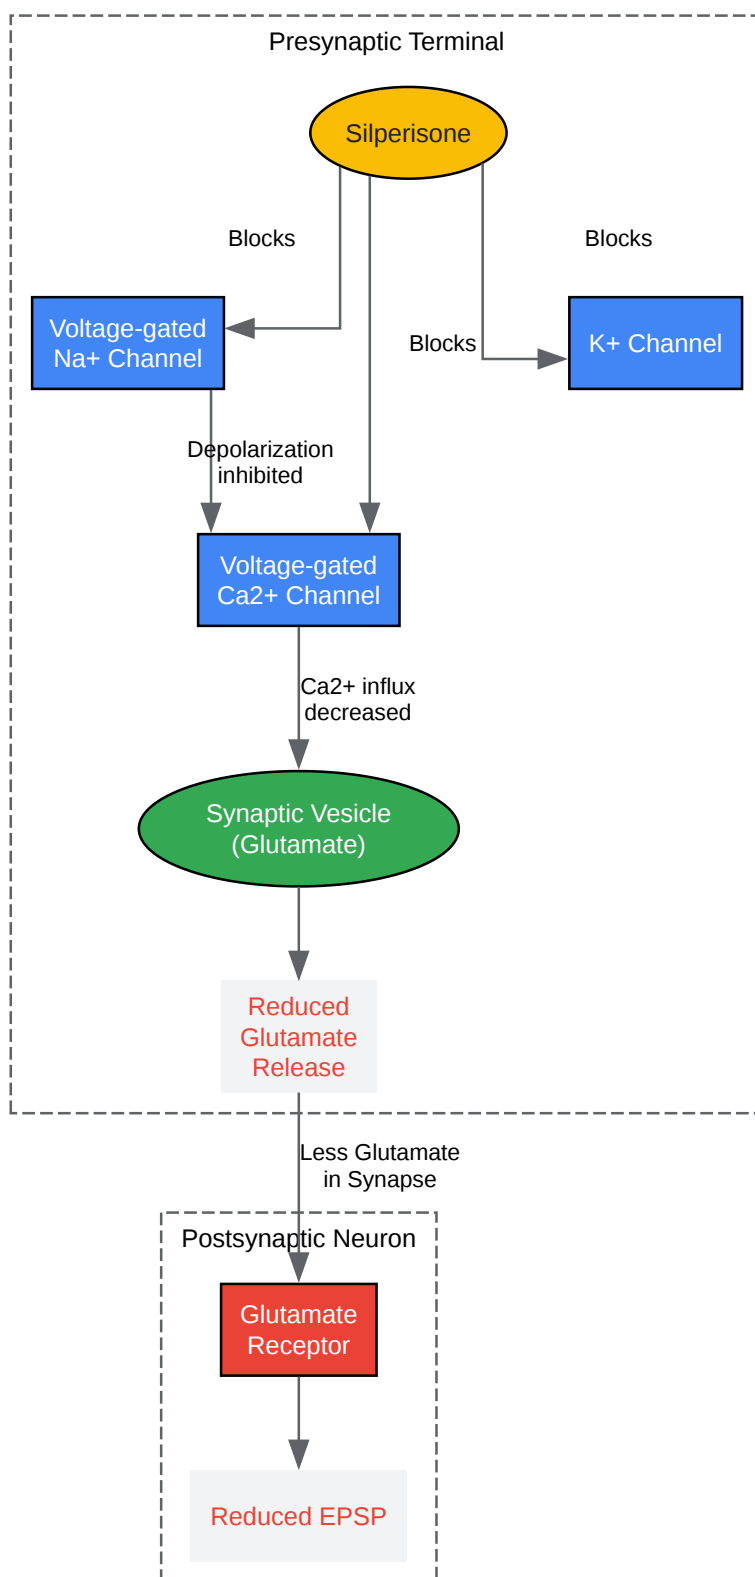 Presynaptic Terminal
Silperisone
Blocks
Blocks
Voltage-gated
Na+ Channel
Blocks
K+ Channel
Depolarization
inhibited
Voltage-gated
Ca2+ Channel
Ca2+ influx
decreased
Synaptic Vesicle
(Glutamate)
Reduced
Glutamate
Release
Less Glutamate
in Synapse
Postsynaptic Neuron
Glutamate
Receptor
Reduced EPSP